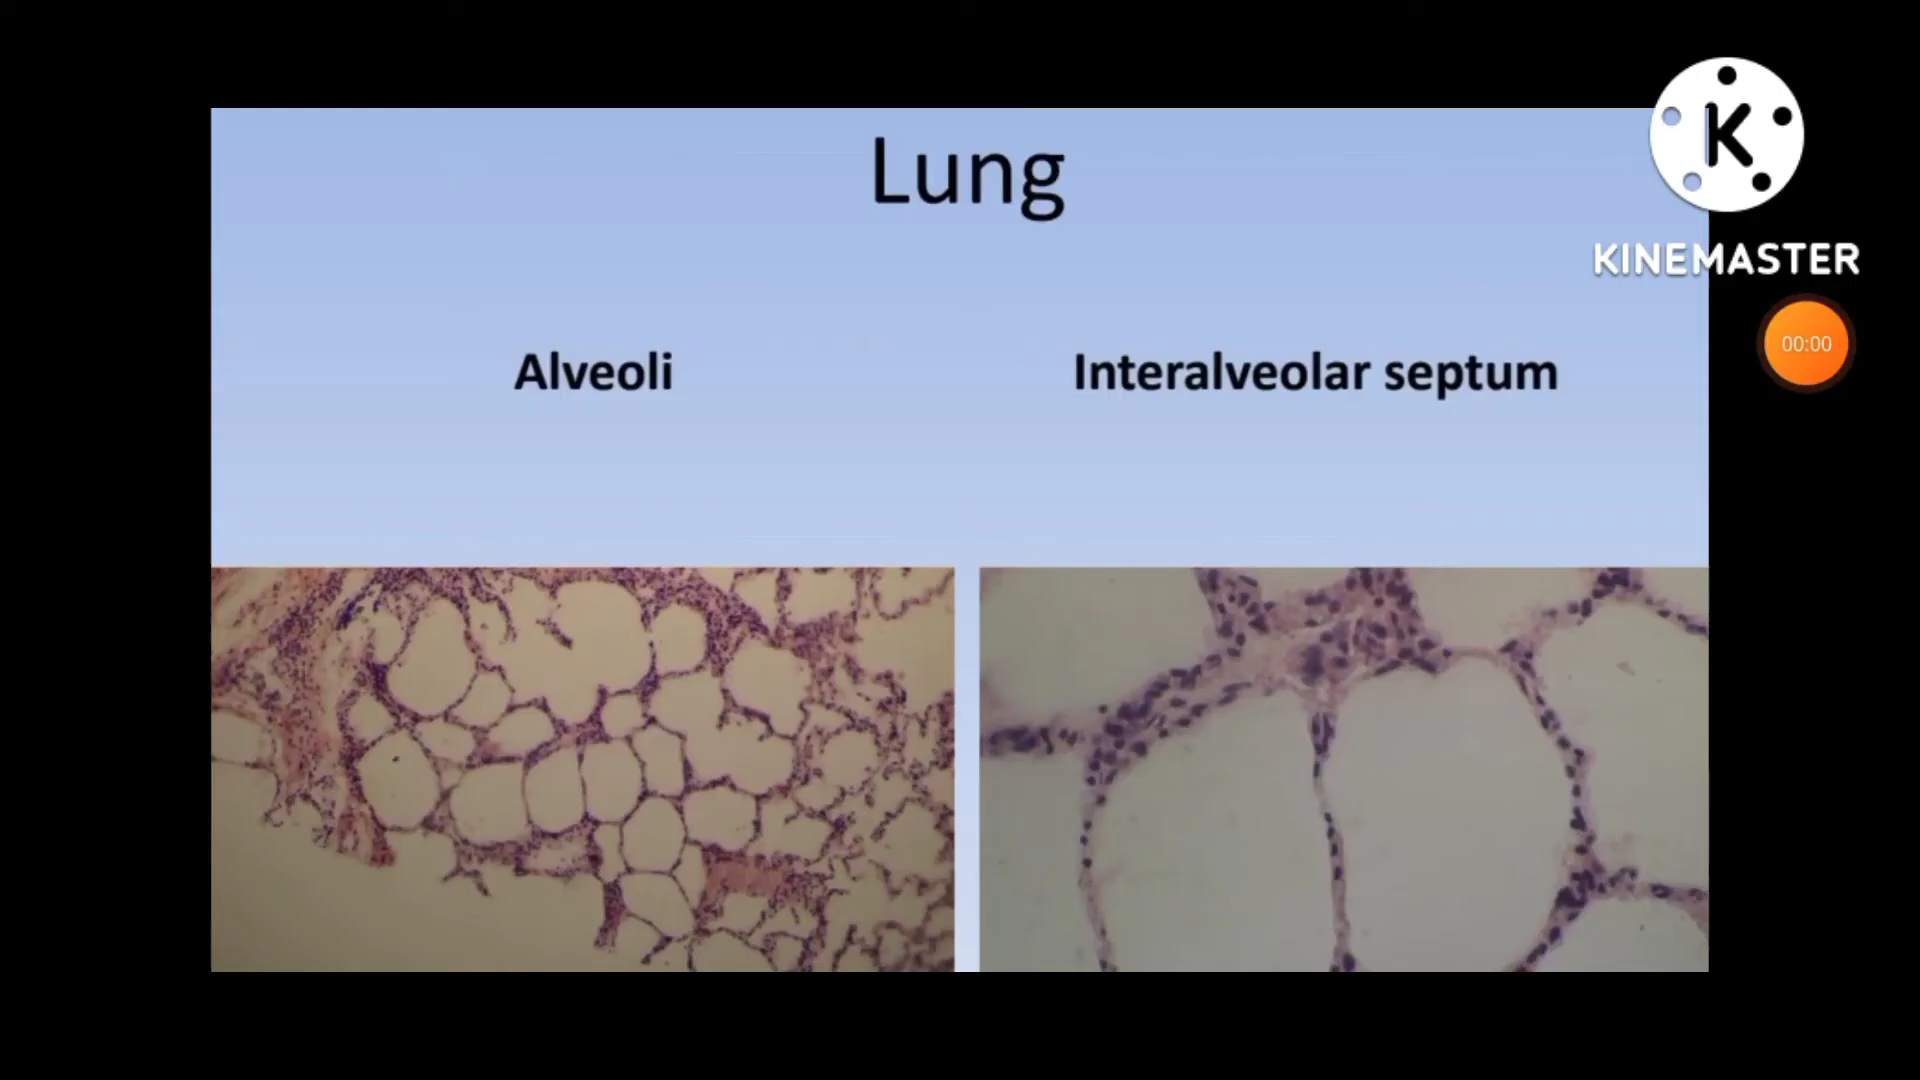 Lung
K
KINEMASTER
00:00
Alveoli
Interalveolar septum